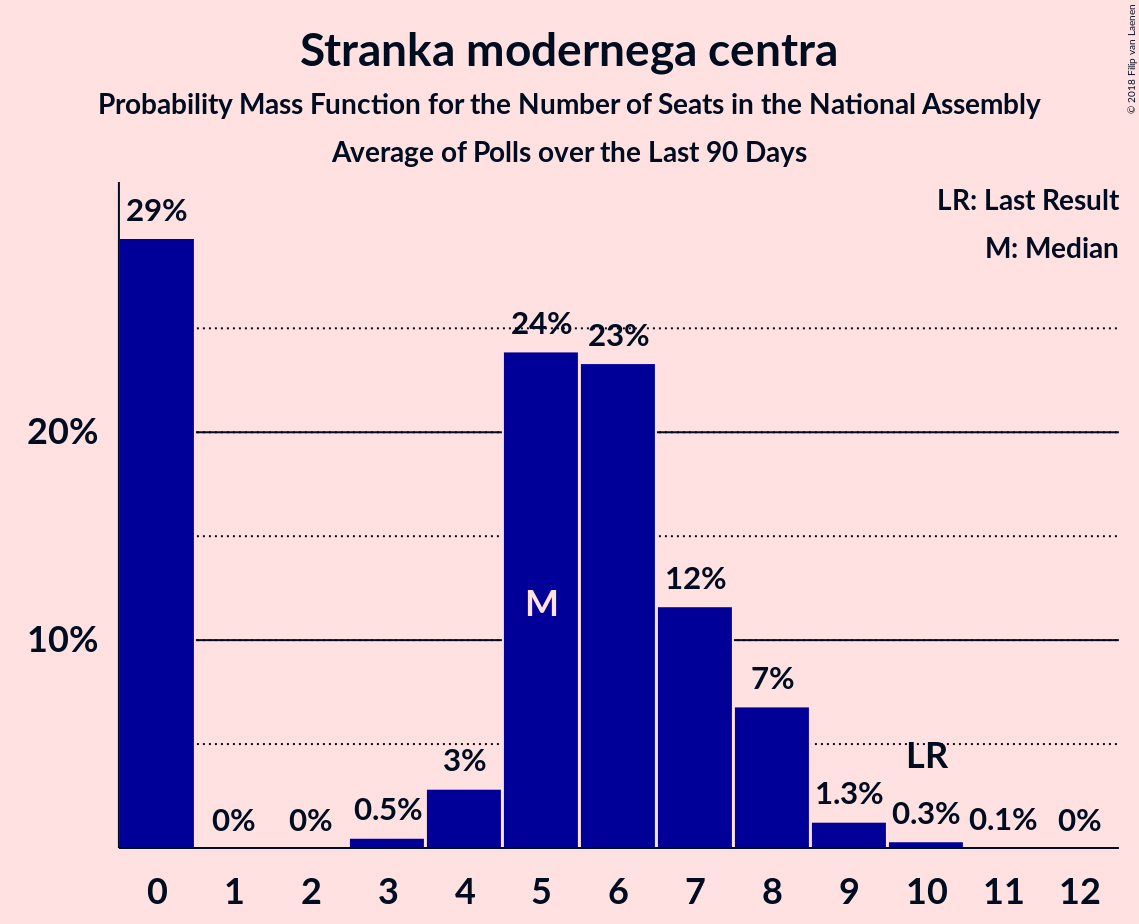 Stranka modernega centra
Probability Mass Function for the Number of Seats in the National Assembly
Average of Polls over the Last 90 Days
© 2018 Filip van Laenen
LR: Last Result
M: Median
29%
24%
23%
20%
12%
M
10%
7%
LR
3%
1.3%
0.5%
0.3%
0.1%
0%
0%
0%
0 1 2 3 4 5 6 7 8 9 10 11 12